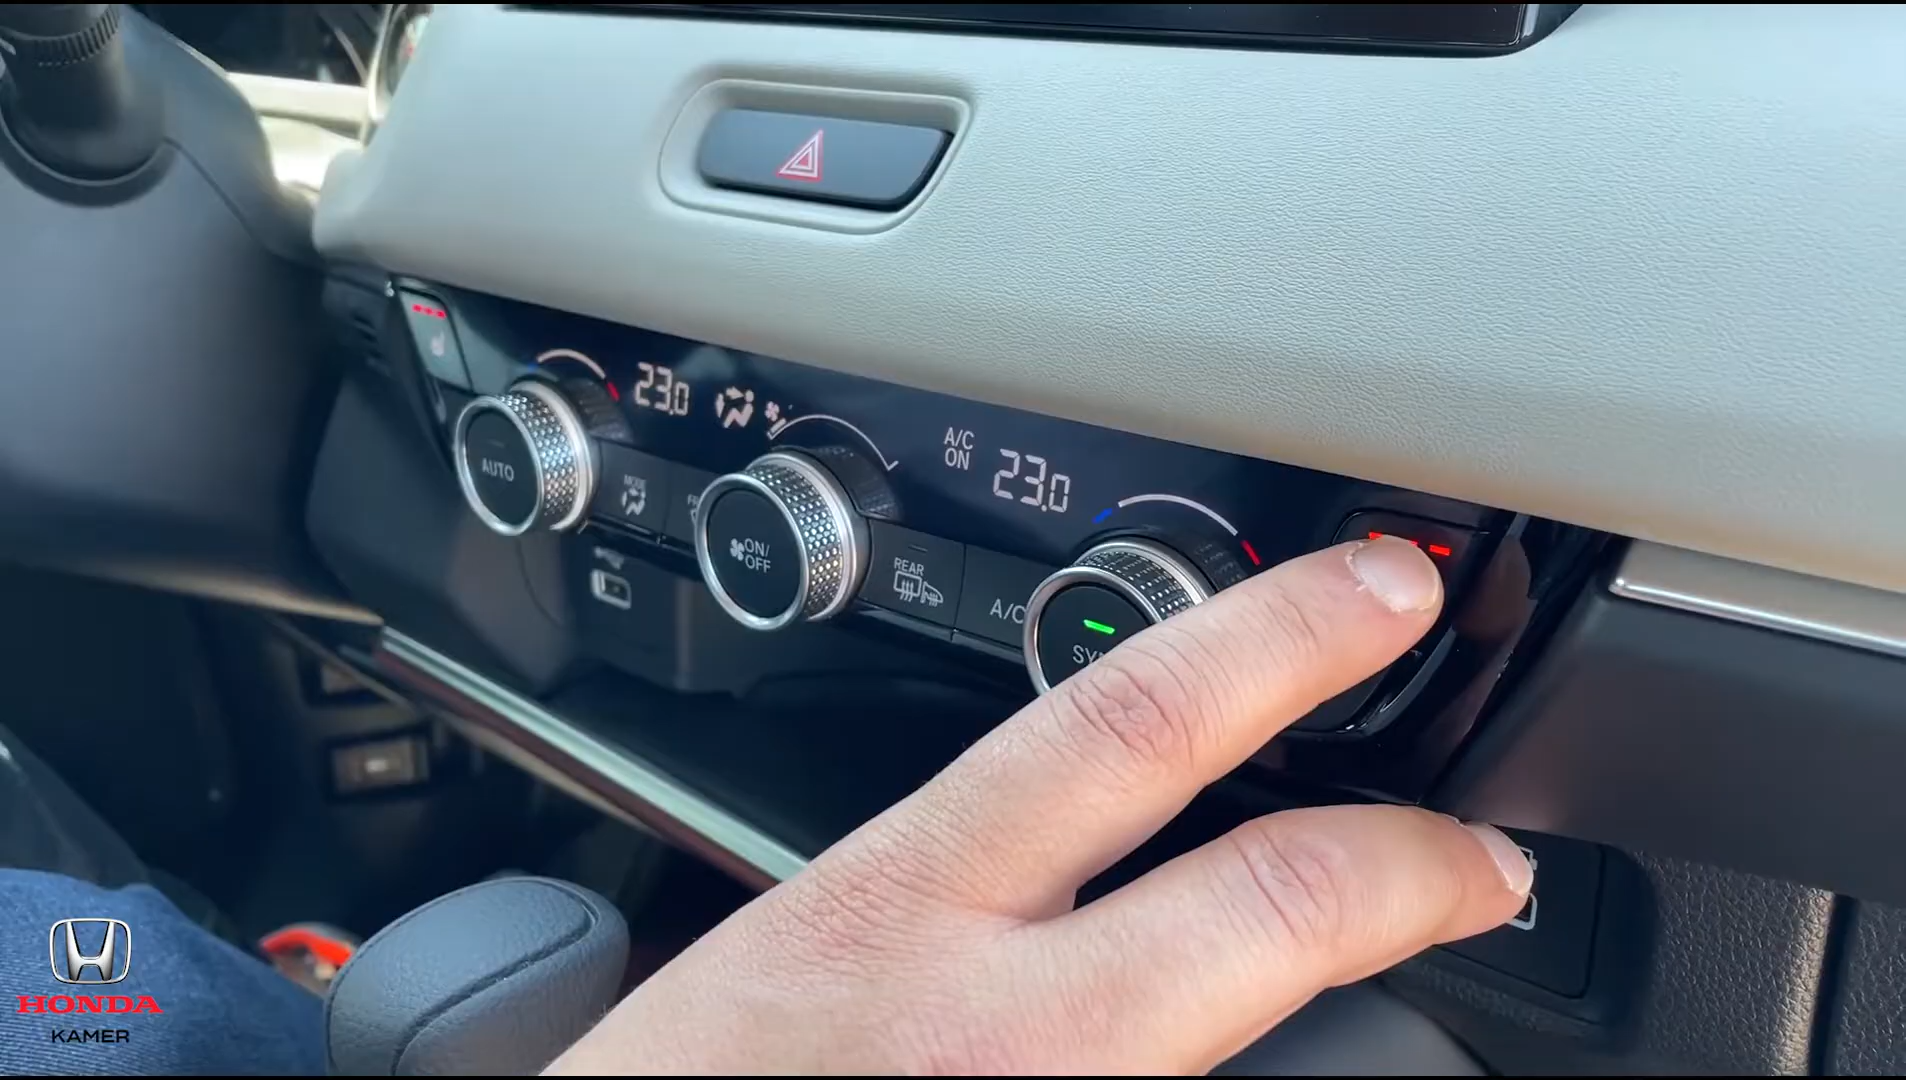 23.0
A/C
ON
23.0
AUTO
MODE
ON/
OFF
REAR
A/C
HONDA
KAMER